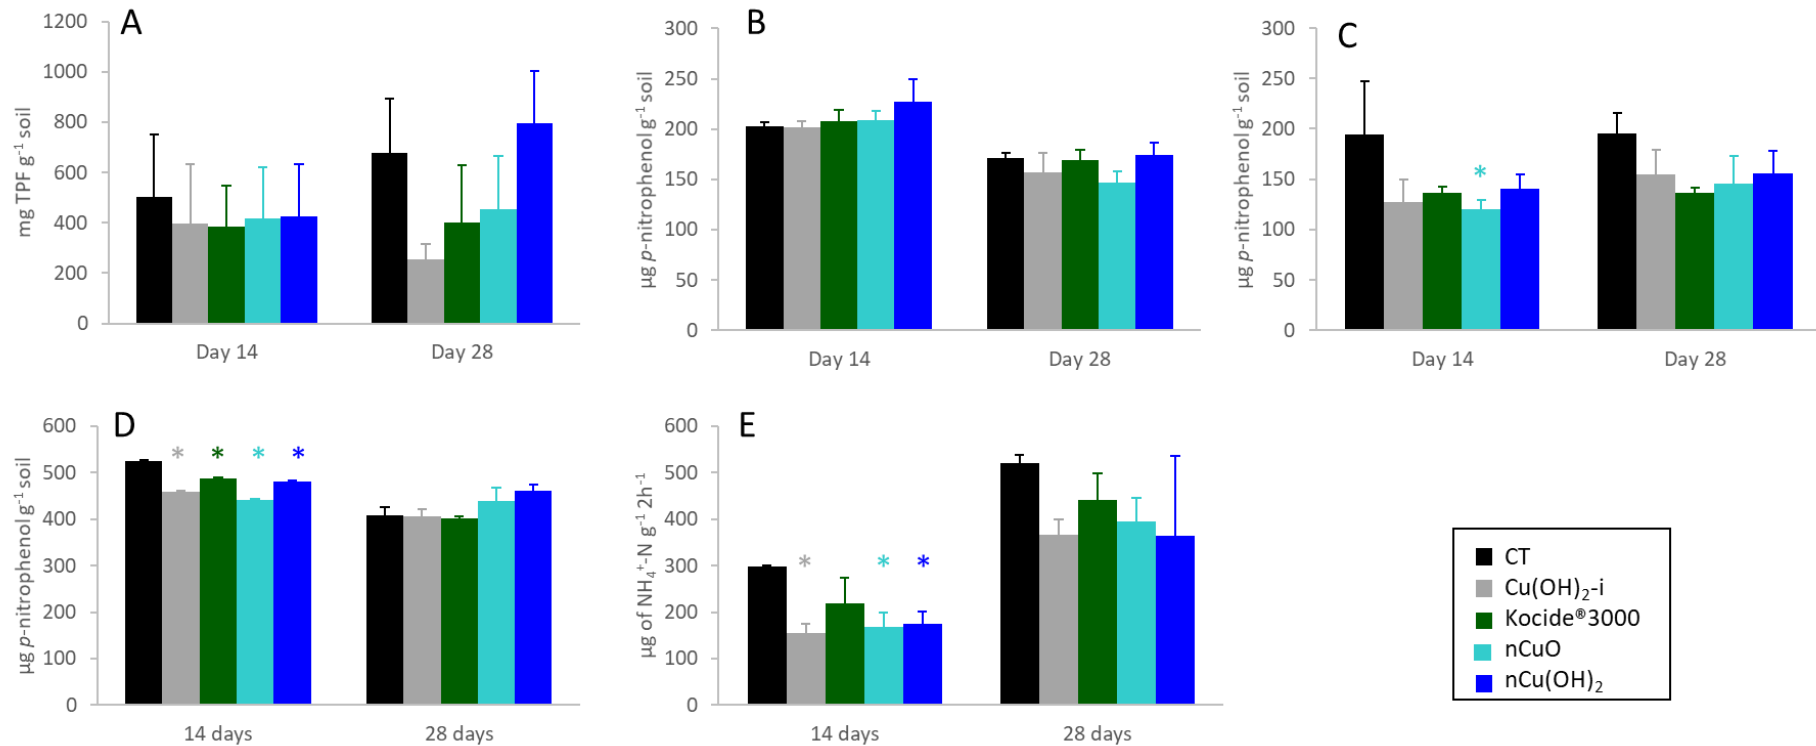 A
mg TPF g⁻¹ soil
1200
1000
800
600
400
200
0
Day 14
Day 28
B
µg p-nitrophenol g⁻¹ soil
300
250
200
150
100
50
0
Day 14
Day 28
C
µg p-nitrophenol g⁻¹ soil
300
250
200
150
100
50
0
*
Day 14
Day 28
D
µg p-nitrophenol g⁻¹ soil
600
500
400
300
200
100
0
* * * *
14 days
28 days
E
µg of NH₄⁺-N g⁻¹ 2h⁻¹
600
500
400
300
200
100
0
* * *
14 days
28 days
CT
Cu(OH)₂-i
Kocide®3000
nCuO
nCu(OH)₂